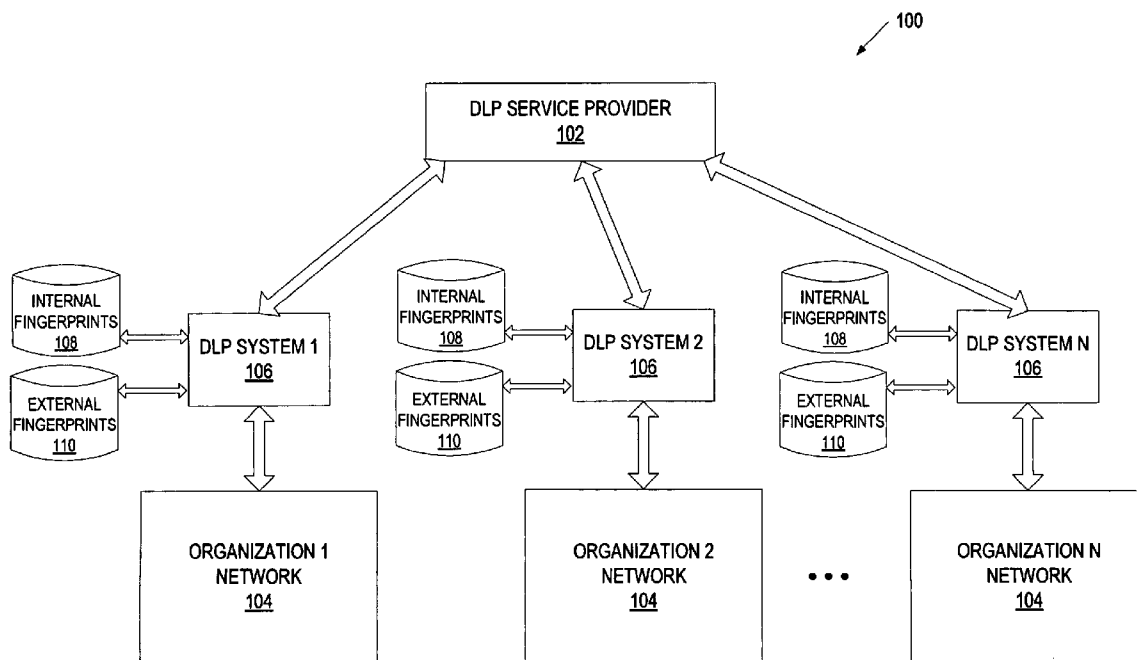 100
DLP SERVICE PROVIDER
102
INTERNAL
FINGERPRINTS
108
DLP SYSTEM 1
106
EXTERNAL
FINGERPRINTS
110
INTERNAL
FINGERPRINTS
108
DLP SYSTEM 2
106
EXTERNAL
FINGERPRINTS
110
INTERNAL
FINGERPRINTS
108
DLP SYSTEM N
106
EXTERNAL
FINGERPRINTS
110
ORGANIZATION 1
NETWORK
104
ORGANIZATION 2
NETWORK
104
• • •
ORGANIZATION N
NETWORK
104